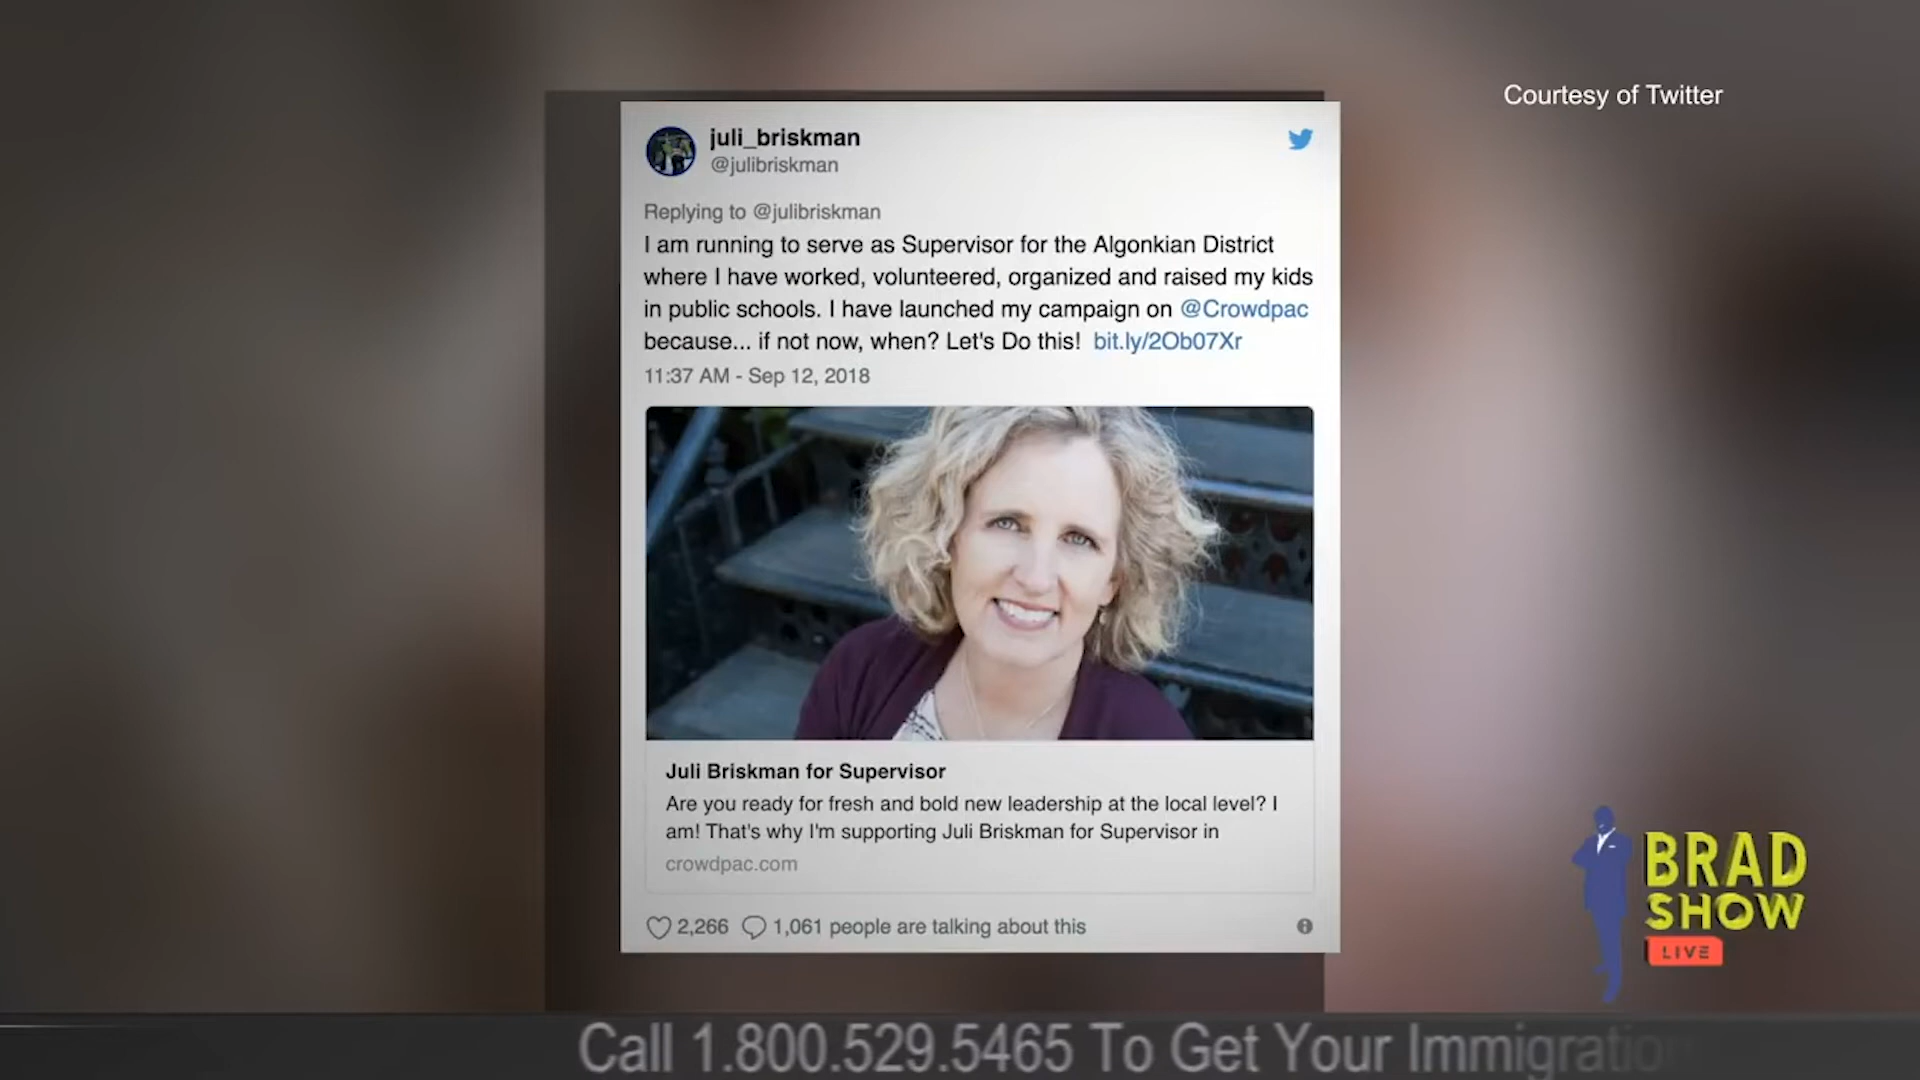 Courtesy of Twitter
juli_briskman
@julibriskman
Replying to @julibriskman
I am running to serve as Supervisor for the Algonkian District
where I have worked, volunteered, organized and raised my kids
in public schools. I have launched my campaign on @Crowdpac
because... if not now, when? Let's Do this! bit.ly/2Ob07Xr
11:37 AM - Sep 12, 2018
Juli Briskman for Supervisor
Are you ready for fresh and bold new leadership at the local level? I
am! That's why I'm supporting Juli Briskman for Supervisor in
crowdpac.com
2,266 1,061 people are talking about this
BRAD
SHOW
LIVE
Call 1.800.529.5465 To Get Your Immigratio